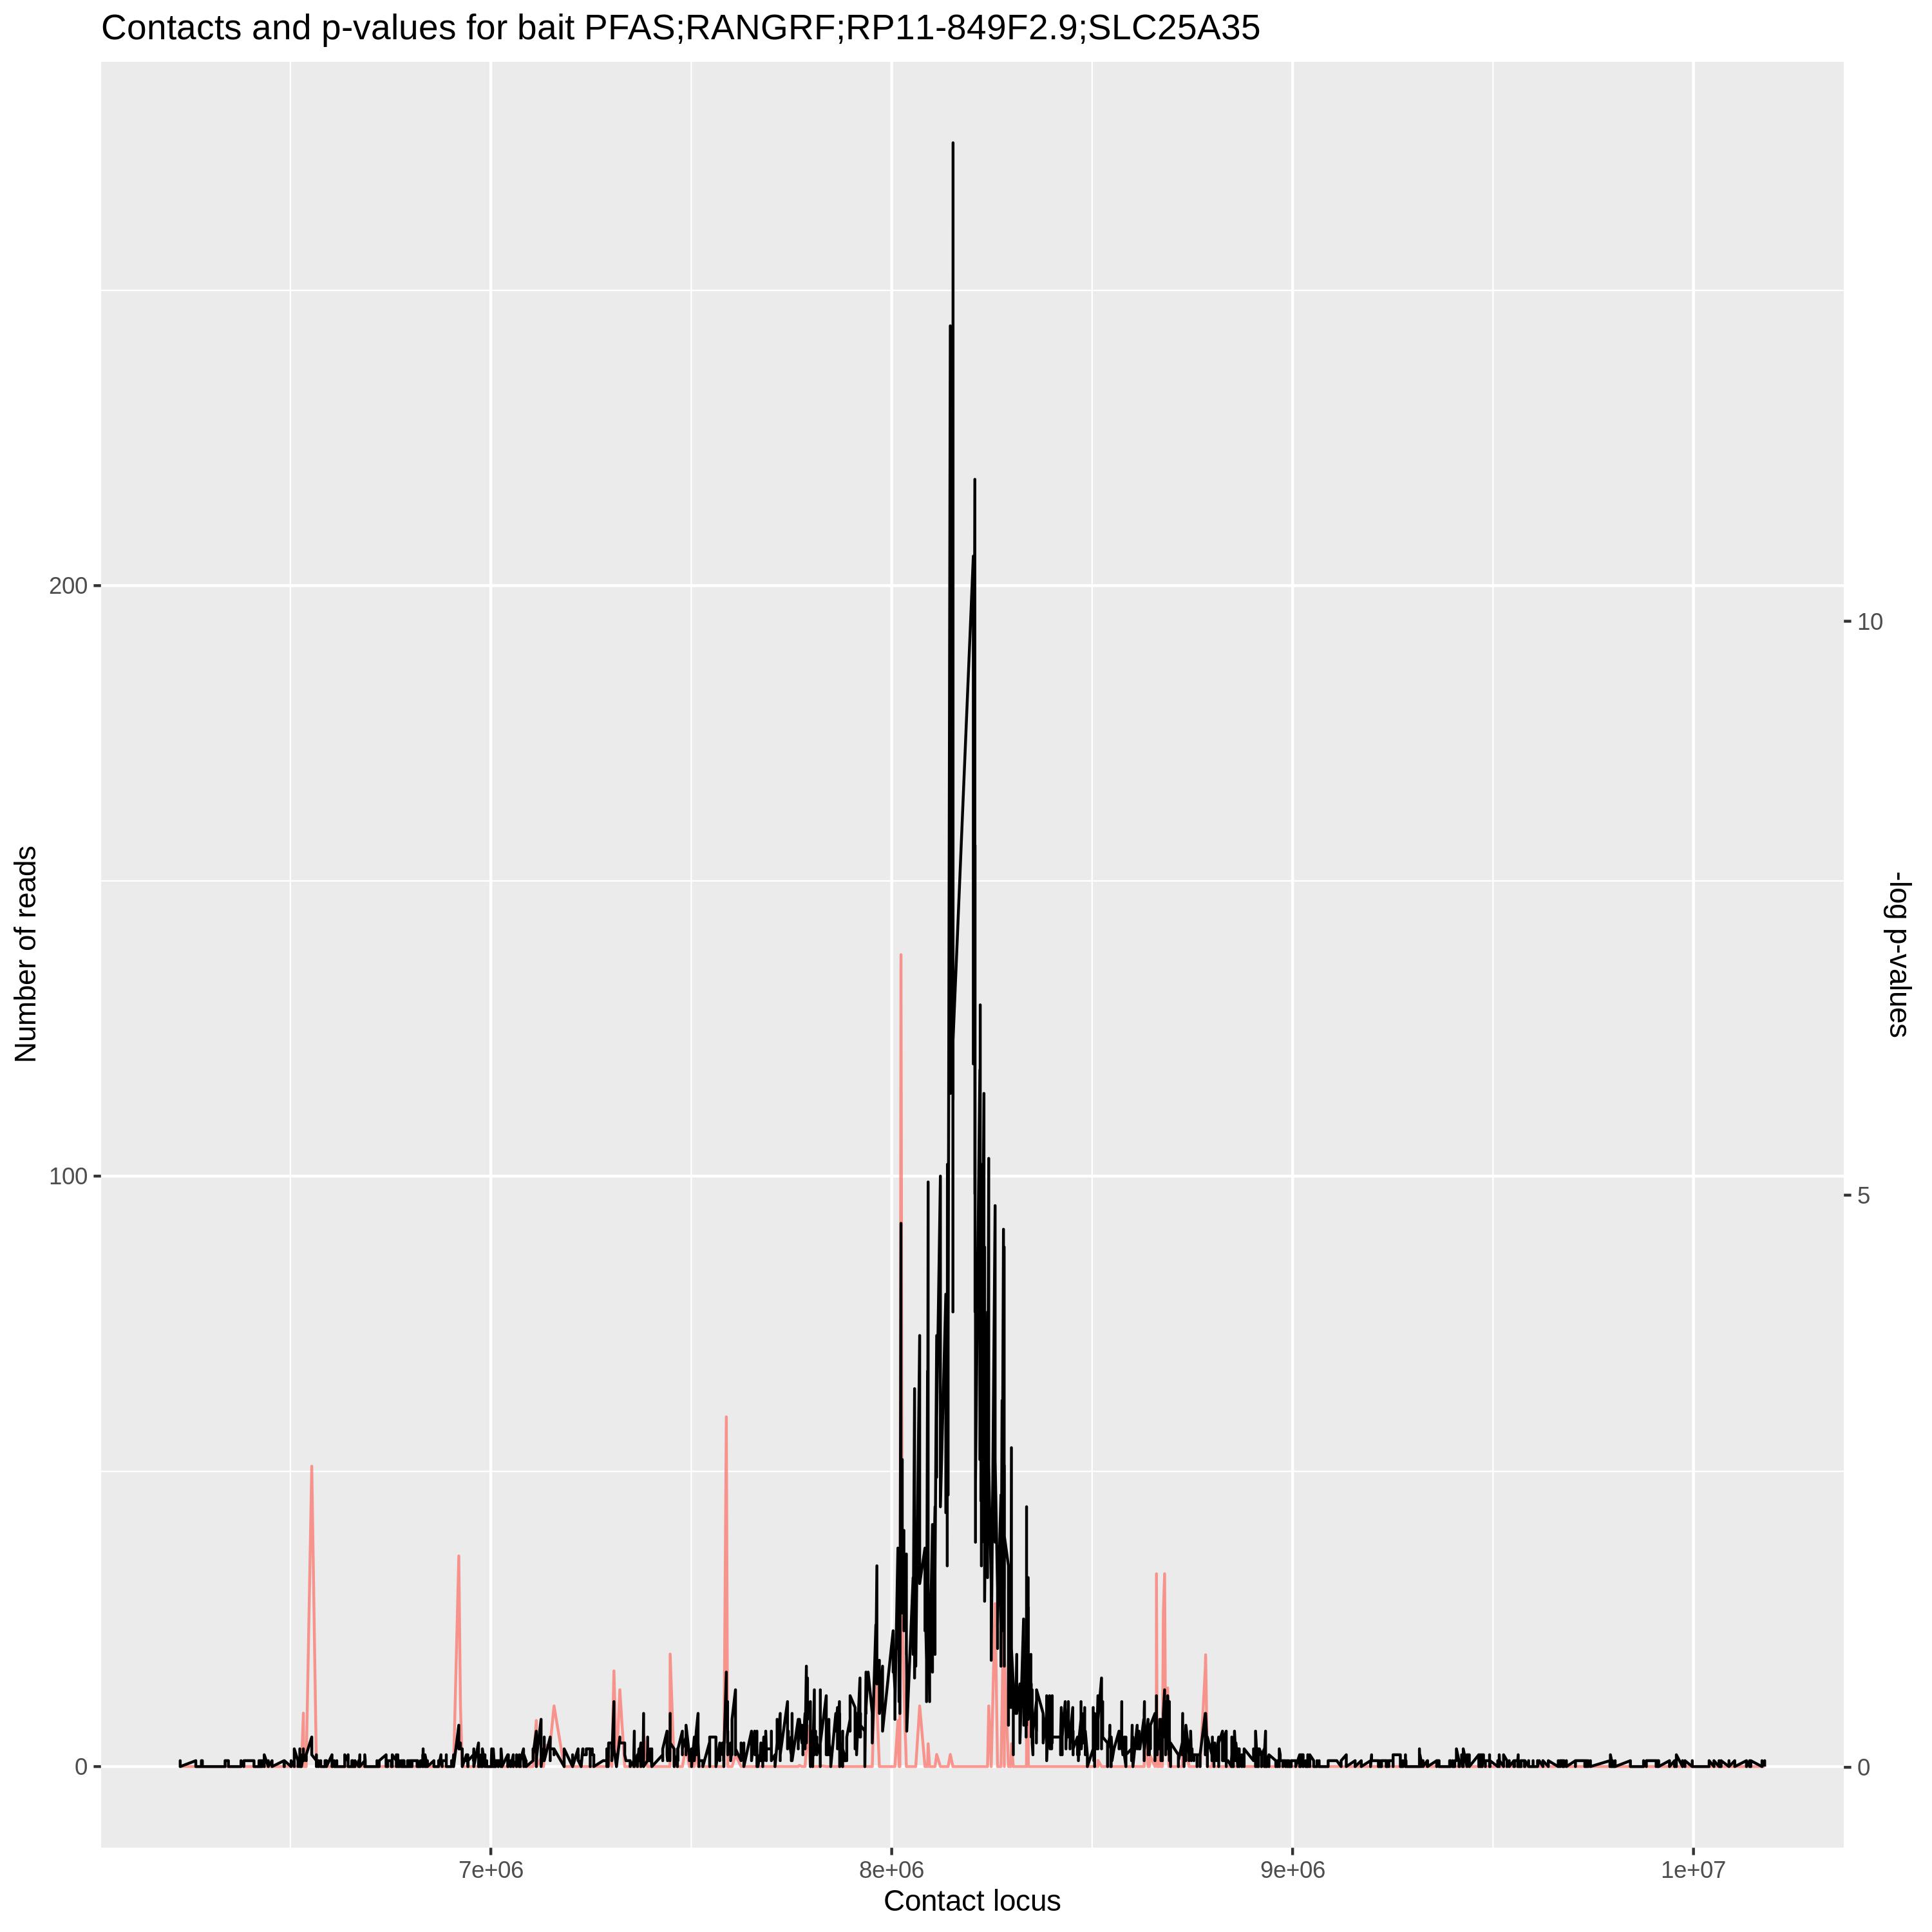 Contacts and p-values for bait PFAS;RANGRF;RP11-849F2.9;SLC25A35
Number of reads
200
100
0
10
5
0
-log p-values
7e+06
8e+06
9e+06
1e+07
Contact locus